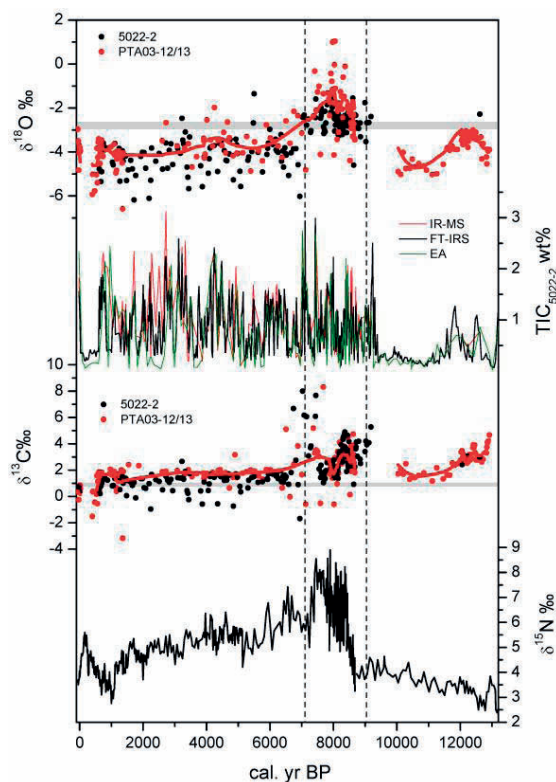 5022-2
PTA03-12/13
2
0
-2
-4
-6
δ18O ‰
IR-MS
FT-IRS
EA
3
2
1
TIC5022-2 wt%
10
8
6
4
2
0
-2
-4
δ13C‰
5022-2
PTA03-12/13
9
8
7
6
5
4
3
2
δ15N ‰
0 2000 4000 6000 8000 10000 12000
cal. yr BP